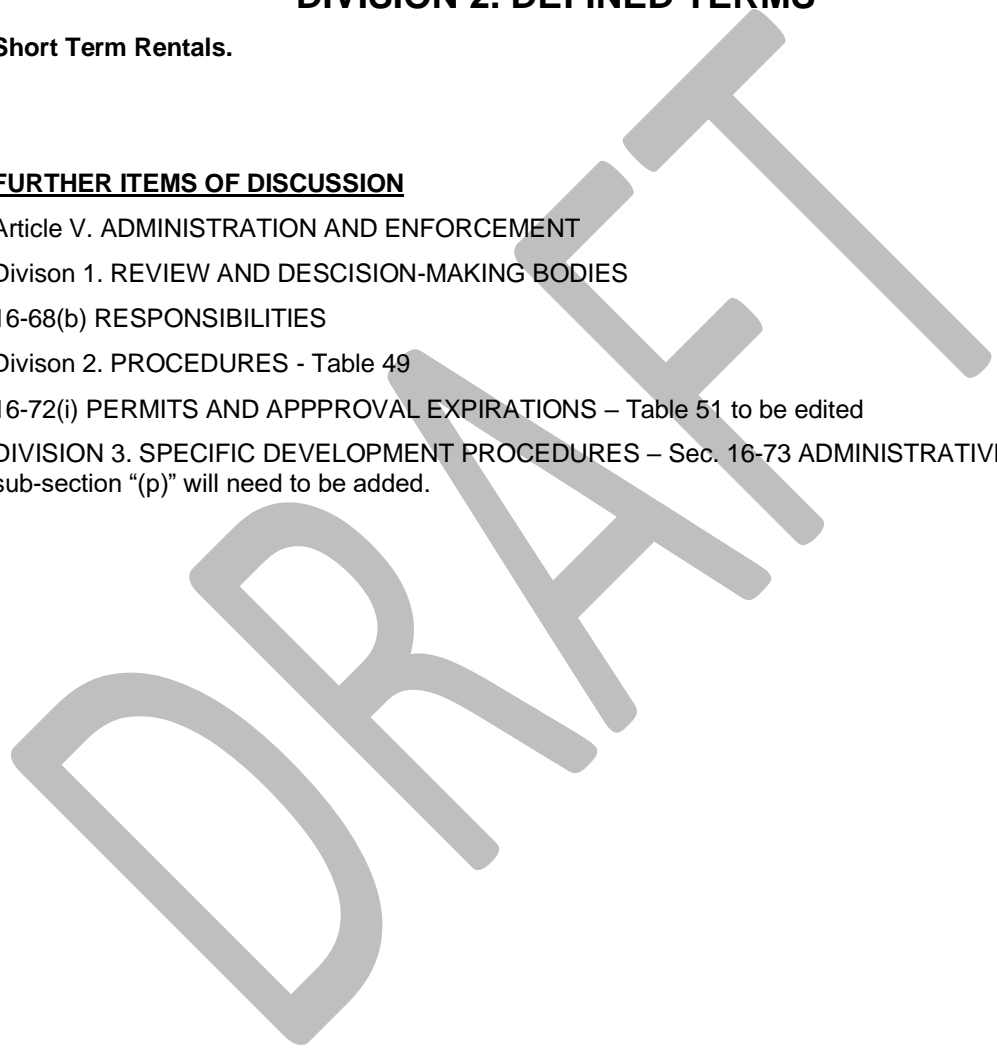 DIVISION 2. DEFINED TERMS
Short Term Rentals.
FURTHER ITEMS OF DISCUSSION
Article V. ADMINISTRATION AND ENFORCEMENT
Divison 1. REVIEW AND DESCISION-MAKING BODIES
16-68(b) RESPONSIBILITIES
Divison 2. PROCEDURES - Table 49
16-72(i) PERMITS AND APPPROVAL EXPIRATIONS – Table 51 to be edited
DIVISION 3. SPECIFIC DEVELOPMENT PROCEDURES – Sec. 16-73 ADMINISTRATIVE
sub-section “(p)” will need to be added.
DRAFT